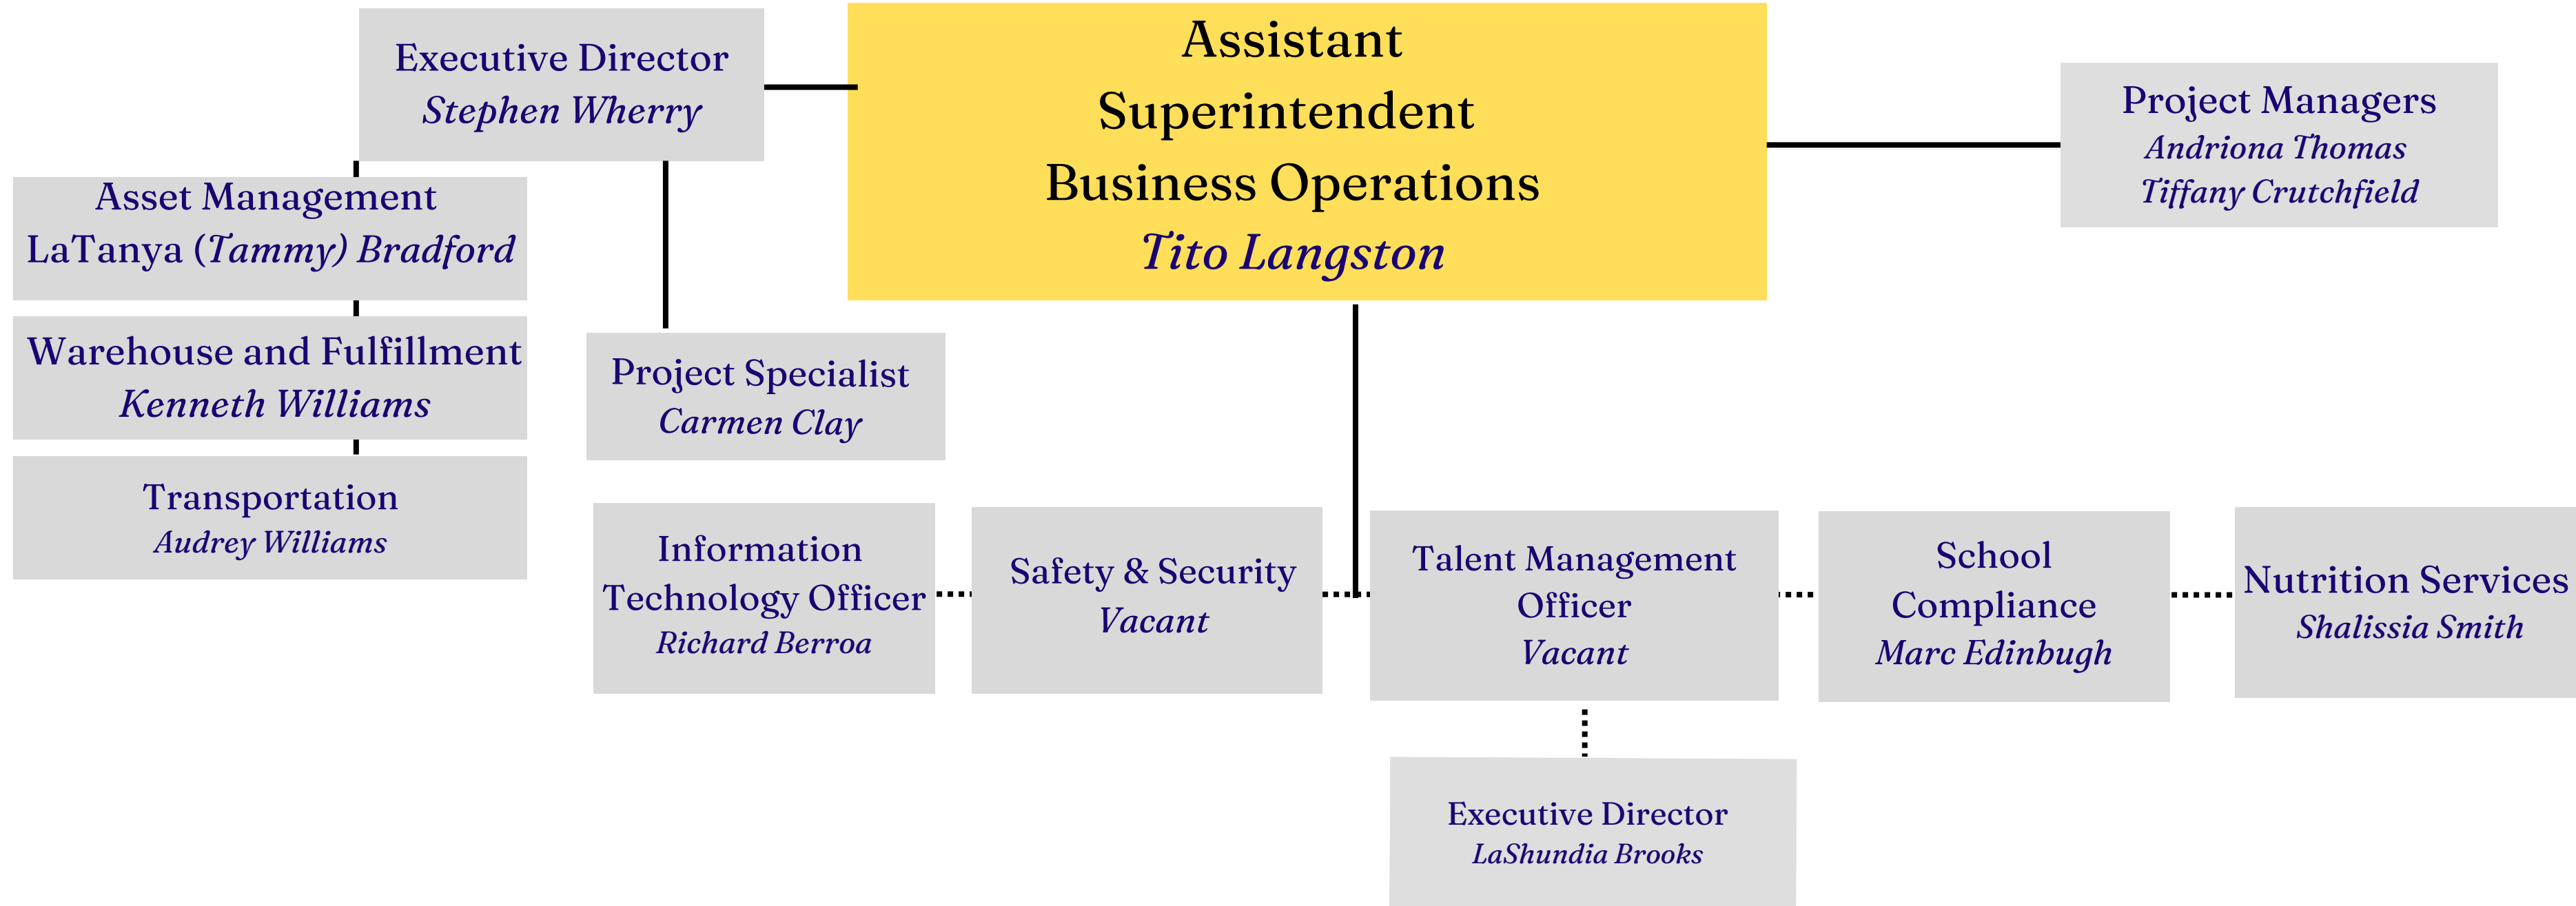 Executive Director
Stephen Wherry
Assistant
Superintendent
Business Operations
Tito Langston
Project Managers
Andriona Thomas
Tiffany Crutchfield
Asset Management
LaTanya (Tammy) Bradford
Warehouse and Fulfillment
Kenneth Williams
Transportation
Audrey Williams
Project Specialist
Carmen Clay
Information
Technology Officer
Richard Berroa
Safety & Security
Vacant
Talent Management
Officer
Vacant
School
Compliance
Marc Edinbugh
Nutrition Services
Shalissia Smith
Executive Director
LaShundia Brooks